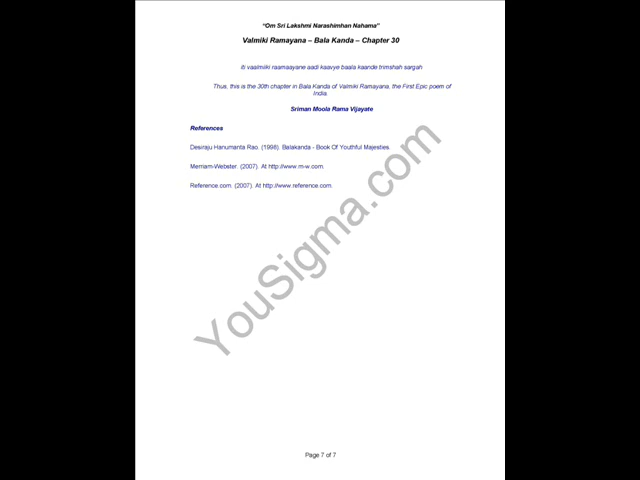 “Om Sri Lakshmi Narashimhan Nahama”
Valmiki Ramayana – Bala Kanda – Chapter 30
iti vaalmiiki raamaayane aadi kaavye baala kaande trimshah sargah
Thus, this is the 30th chapter in Bala Kanda of Valmiki Ramayana, the First Epic poem of
India.
Sriman Moola Rama Vijayate
References
Desiraju Hanumanta Rao. (1998). Balakanda - Book Of Youthful Majesties.
Merriam-Webster. (2007). At http://www.m-w.com.
Reference.com. (2007). At http://www.reference.com.
YouSigma.com
Page 7 of 7